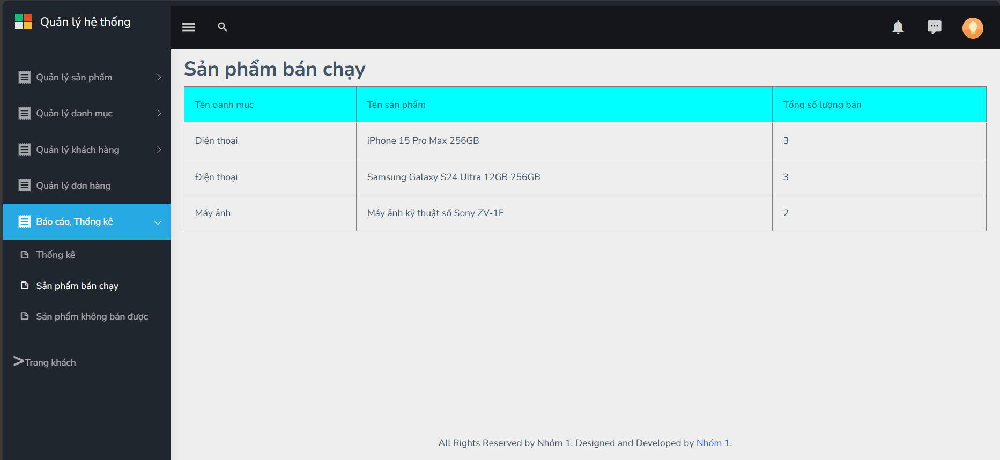 Quản lý hệ thống
Quản lý sản phẩm
Quản lý danh mục
Quản lý khách hàng
Quản lý đơn hàng
Báo cáo, Thống kê
Thống kê
Sản phẩm bán chạy
Sản phẩm không bán được
>Trang khách
Sản phẩm bán chạy
Tên danh mục Tên sản phẩm Tổng số lượng bán
Điện thoại iPhone 15 Pro Max 256GB 3
Điện thoại Samsung Galaxy S24 Ultra 12GB 256GB 3
Máy ảnh Máy ảnh kỹ thuật số Sony ZV-1F 2
All Rights Reserved by Nhóm 1. Designed and Developed by Nhóm 1.